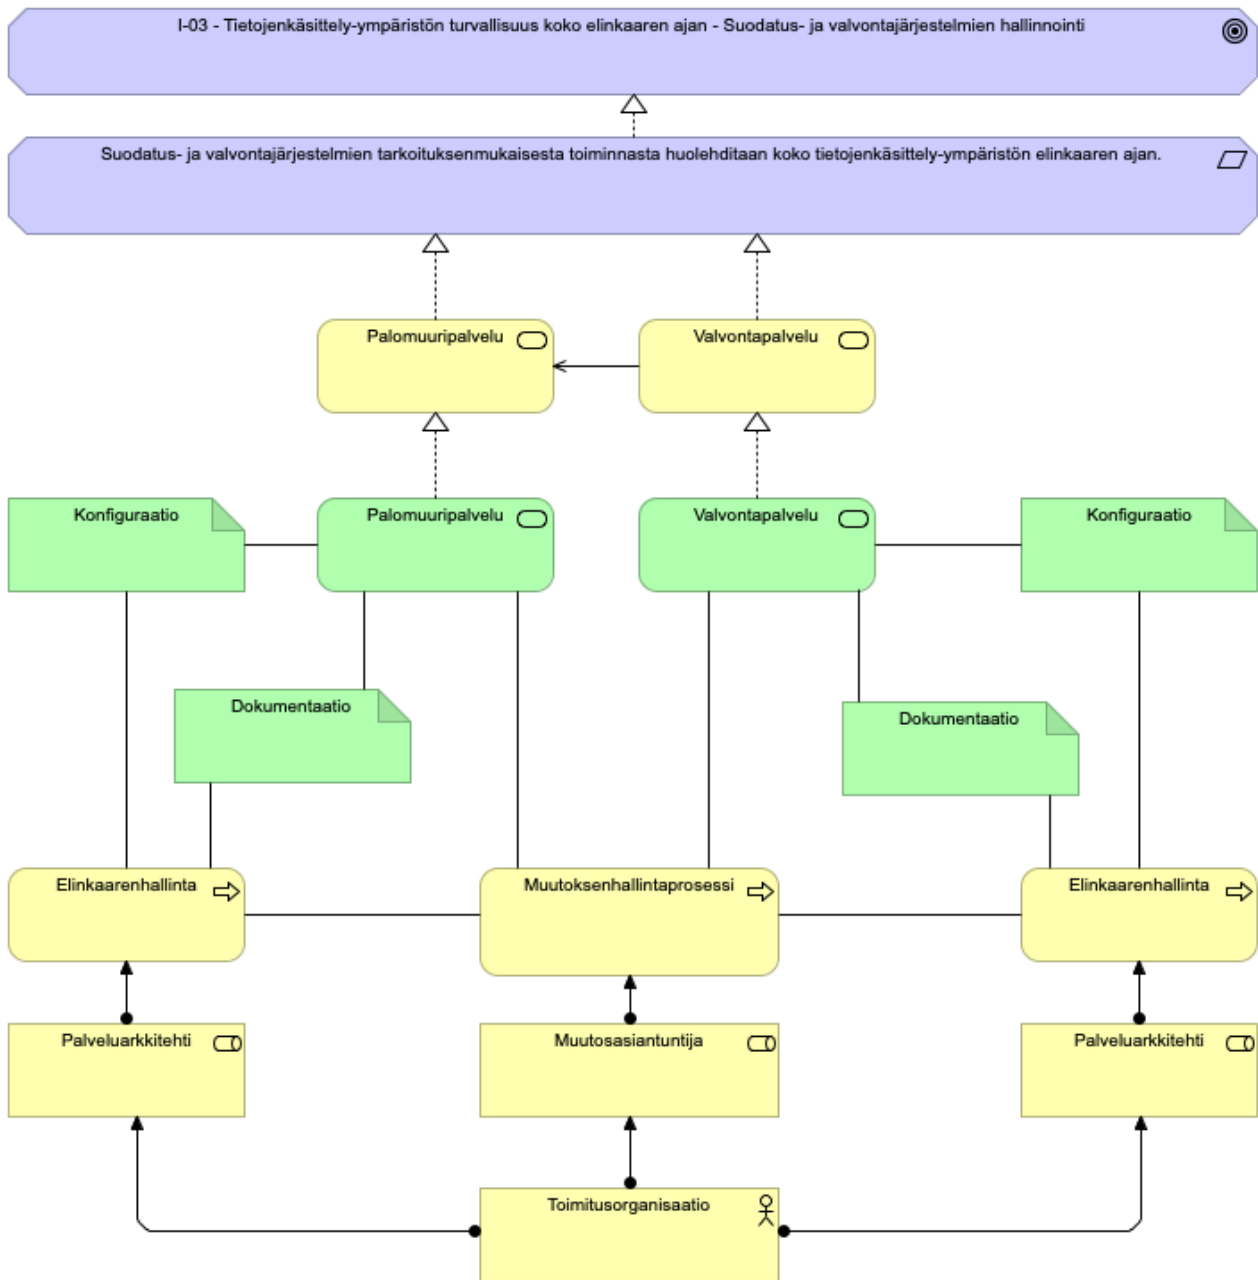 I-03 - Tietojenkäsittely-ympäristön turvallisuus koko elinkaaren ajan - Suodatus- ja valvontajärjestelmien hallinnointi
Suodatus- ja valvontajärjestelmien tarkoituksenmukaisesta toiminnasta huolehditaan koko tietojenkäsittely-ympäristön elinkaaren ajan.
Palomuuripalvelu
Valvontapalvelu
Konfiguraatio
Palomuuripalvelu
Valvontapalvelu
Konfiguraatio
Dokumentaatio
Dokumentaatio
Elinkaarenhallinta
Muutoksenhallintaprosessi
Elinkaarenhallinta
Palveluarkkitehti
Muutosasiantuntija
Palveluarkkitehti
Toimitusorganisaatio